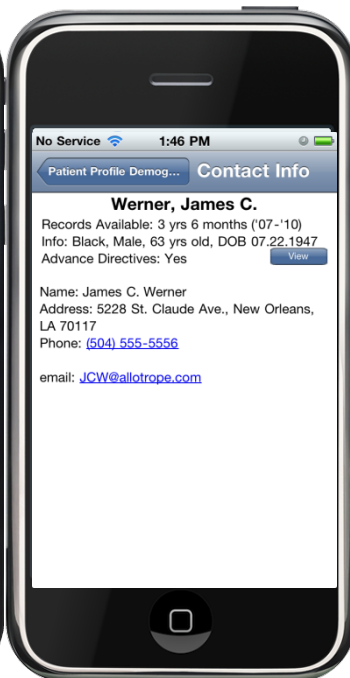 No Service 1:46 PM
Patient Profile Demog... Contact Info
Werner, James C.
Records Available: 3 yrs 6 months ('07-'10)
Info: Black, Male, 63 yrs old, DOB 07.22.1947
Advance Directives: Yes View
Name: James C. Werner
Address: 5228 St. Claude Ave., New Orleans,
LA 70117
Phone: (504) 555-5556
email: JCW@allotrope.com